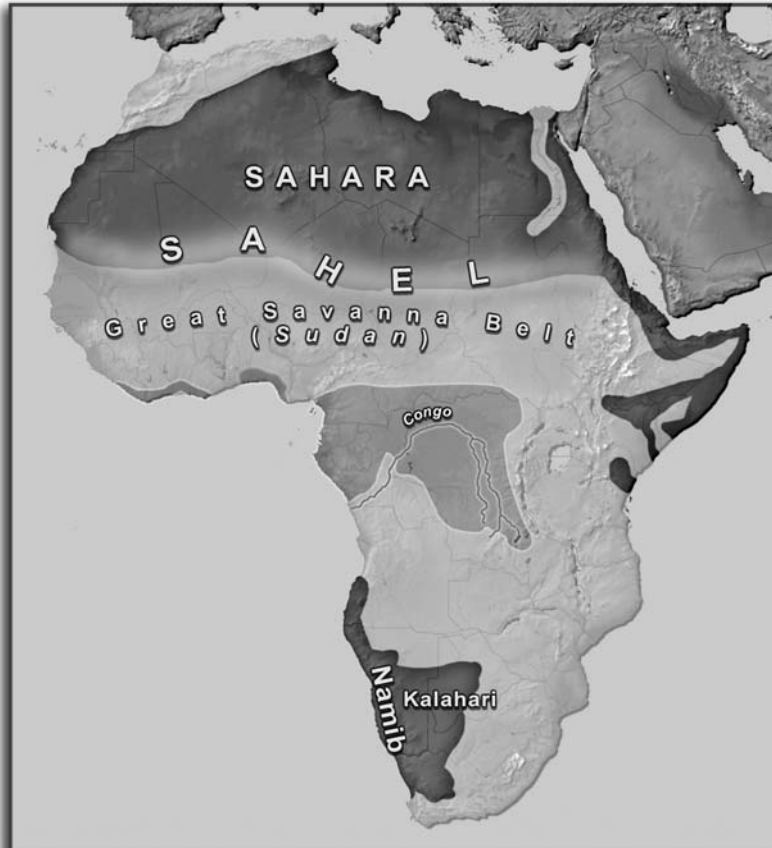 SAHARA
SAHEL
Great Savanna Belt
(Sudan)
Congo
Namib
Kalahari